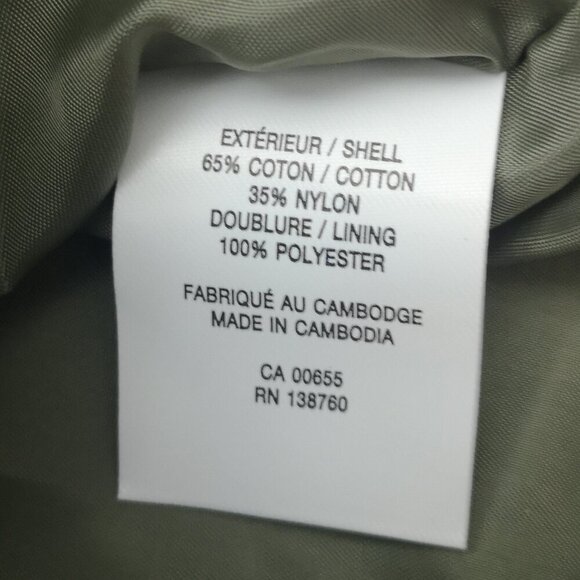 EXTÉRIEUR / SHELL
65% COTON / COTTON
35% NYLON
DOUBLURE / LINING
100% POLYESTER
FABRIQUÉ AU CAMBODGE
MADE IN CAMBODIA
CA 00655
RN 138760